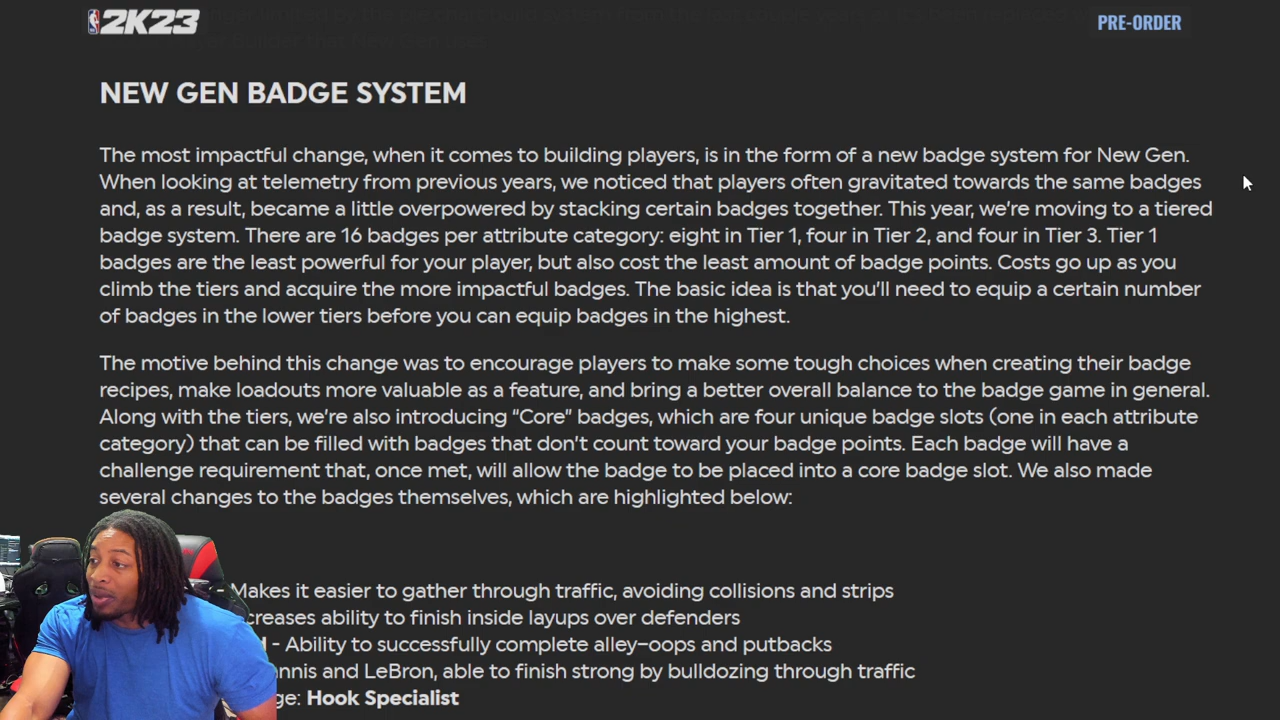 2K23
PRE-ORDER
NEW GEN BADGE SYSTEM
The most impactful change, when it comes to building players, is in the form of a new badge system for New Gen.
When looking at telemetry from previous years, we noticed that players often gravitated towards the same badges
and, as a result, became a little overpowered by stacking certain badges together. This year, we’re moving to a tiered
badge system. There are 16 badges per attribute category: eight in Tier 1, four in Tier 2, and four in Tier 3. Tier 1
badges are the least powerful for your player, but also cost the least amount of badge points. Costs go up as you
climb the tiers and acquire the more impactful badges. The basic idea is that you’ll need to equip a certain number
of badges in the lower tiers before you can equip badges in the highest.
The motive behind this change was to encourage players to make some tough choices when creating their badge
recipes, make loadouts more valuable as a feature, and bring a better overall balance to the badge game in general.
Along with the tiers, we’re also introducing “Core” badges, which are four unique badge slots (one in each attribute
category) that can be filled with badges that don’t count toward your badge points. Each badge will have a
challenge requirement that, once met, will allow the badge to be placed into a core badge slot. We also made
several changes to the badges themselves, which are highlighted below:
Makes it easier to gather through traffic, avoiding collisions and strips
creases ability to finish inside layups over defenders
- Ability to successfully complete alley–oops and putbacks
nnis and LeBron, able to finish strong by bulldozing through traffic
ge: Hook Specialist